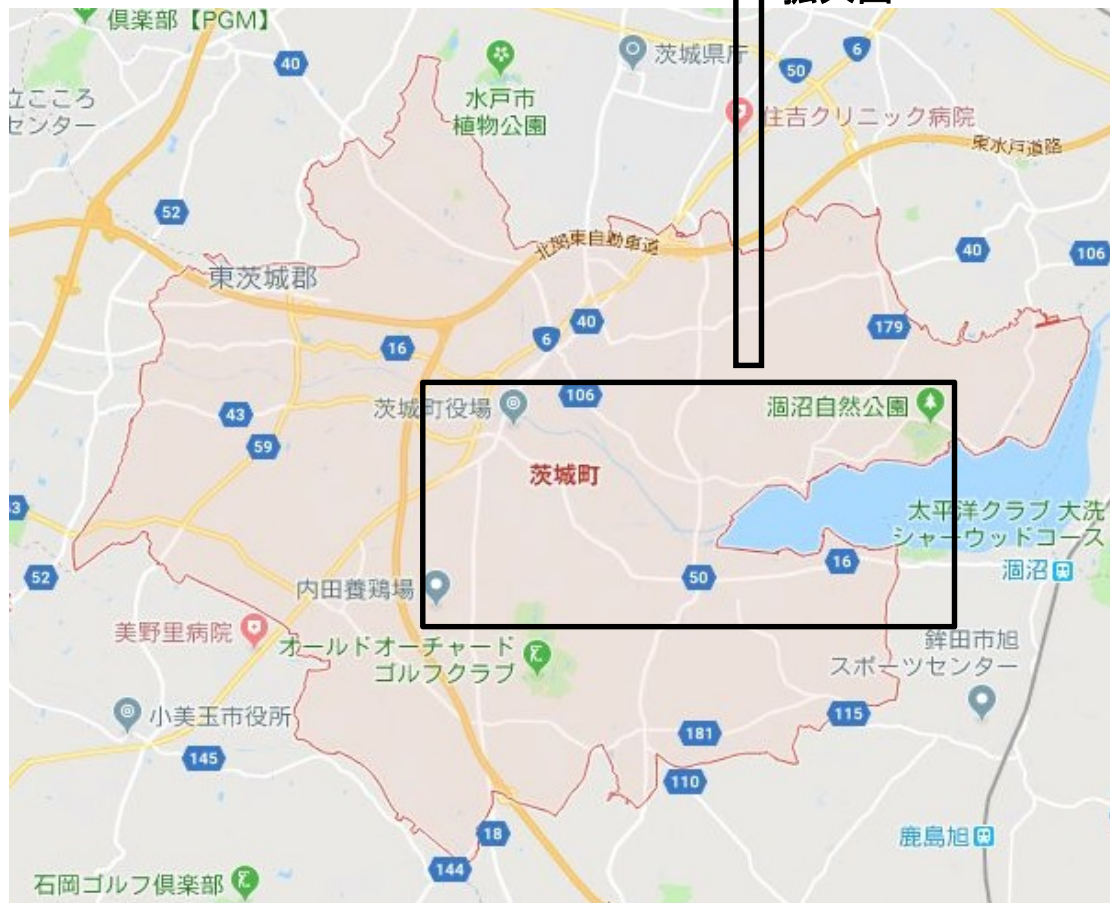 倶楽部【PGM】
40
茨城県庁
50
6
水戸市
植物公園
立こころ
センター
住吉クリニック病院
東水戸道路
52
北関東自動車道
40
106
東茨城郡
179
40
6
16
茨城町役場
106
涸沼自然公園
43
59
茨城町
太平洋クラブ 大洗
シャーウッドコース
52
内田養鶏場
50
16
涸沼
美野里病院
オールドオーチャード
ゴルフクラブ
鉾田市旭
スポーツセンター
小美玉市役所
115
181
145
110
18
鹿島旭
144
石岡ゴルフ倶楽部